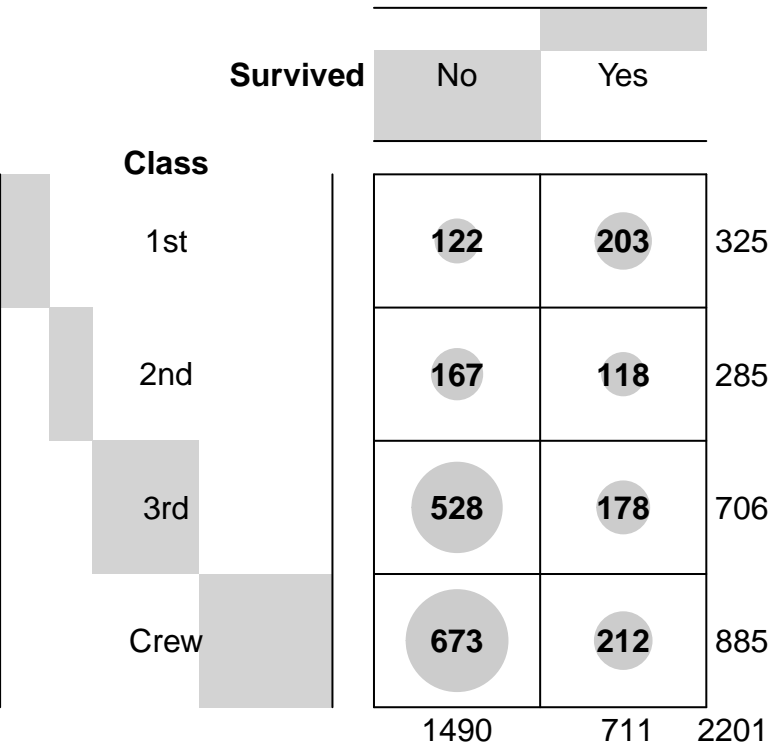 Survived No Yes
Class
1st 122 203 325
2nd 167 118 285
3rd 528 178 706
Crew 673 212 885
1490 711 2201